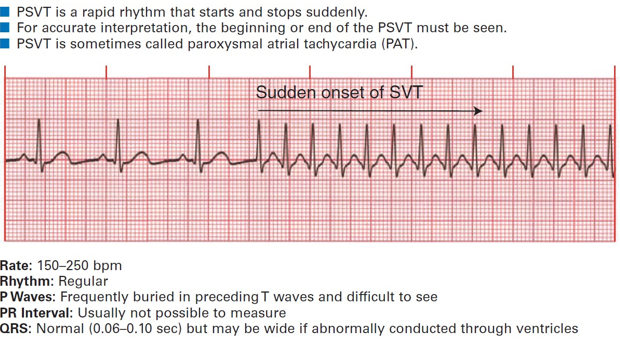 PSVT is a rapid rhythm that starts and stops suddenly.
For accurate interpretation, the beginning or end of the PSVT must be seen.
PSVT is sometimes called paroxysmal atrial tachycardia (PAT).
Sudden onset of SVT
Rate: 150–250 bpm
Rhythm: Regular
P Waves: Frequently buried in preceding T waves and difficult to see
PR Interval: Usually not possible to measure
QRS: Normal (0.06–0.10 sec) but may be wide if abnormally conducted through ventricles